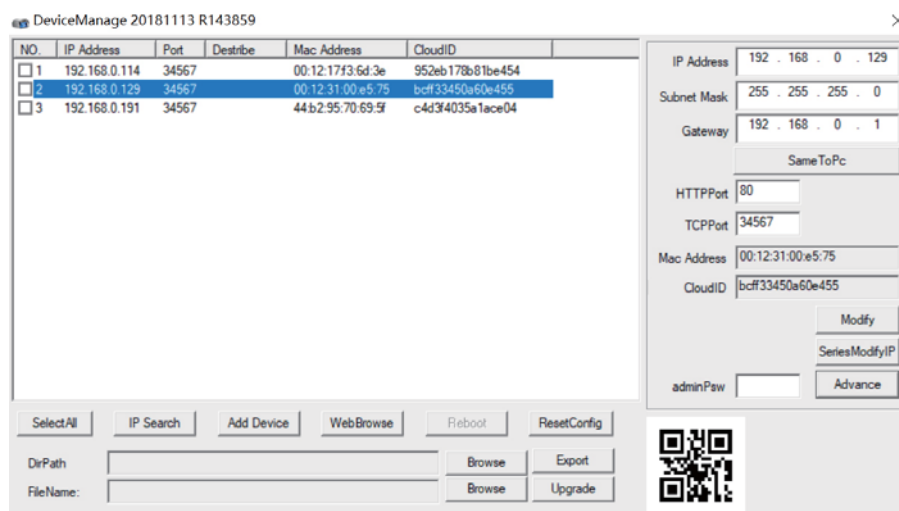 DeviceManage 20181113 R143859
NO. IP Address Port Destribe Mac Address CloudID
1 192.168.0.114 34567 00:12:17:f3:6d:3e 952eb178b81be454
2 192.168.0.129 34567 00:12:31:00:e5:75 bcff33450a60e455
3 192.168.0.191 34567 44:b2:95:70:69:5f c4d3f4035a1ace04
IP Address 192 . 168 . 0 . 129
Subnet Mask 255 . 255 . 255 . 0
Gateway 192 . 168 . 0 . 1
SameToPc
HTTPPort 80
TCPPort 34567
Mac Address 00:12:31:00:e5:75
CloudID bcff33450a60e455
Modify
SeriesModifyIP
adminPsw Advance
SelectAll IP Search Add Device WebBrowse Reboot ResetConfig
DirPath Browse Export
FileName: Browse Upgrade